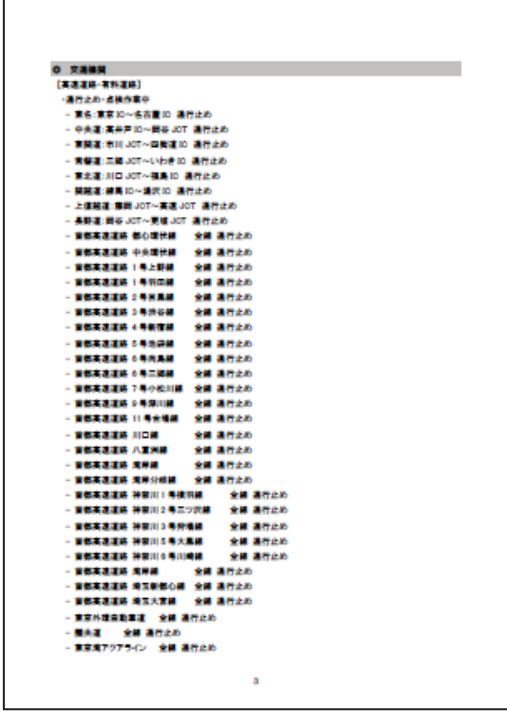 ◎ 交通機関
【高速道路・有料道路】
・通行止め・点検作業中
- 東名：東京 IC～名古屋 IC 通行止め
- 中央道：高井戸 IC～岡谷 JCT 通行止め
- 東関道：市川 JCT～四街道 IC 通行止め
- 常磐道：三郷 JCT～いわき IC 通行止め
- 東北道：川口 JCT～福島 IC 通行止め
- 関越道：練馬 IC～湯沢 IC 通行止め
- 上信越道：藤岡 JCT～ JCT 通行止め
- 長野道：岡谷 JCT～更埴 JCT 通行止め
- 首都高速道路 都心環状線 全線 通行止め
- 首都高速道路 中央環状線 全線 通行止め
- 首都高速道路 1号上野線 全線 通行止め
- 首都高速道路 1号羽田線 全線 通行止め
- 首都高速道路 2号目黒線 全線 通行止め
- 首都高速道路 3号渋谷線 全線 通行止め
- 首都高速道路 4号新宿線 全線 通行止め
- 首都高速道路 5号池袋線 全線 通行止め
- 首都高速道路 6号向島線 全線 通行止め
- 首都高速道路 6号三郷線 全線 通行止め
- 首都高速道路 7号小松川線 全線 通行止め
- 首都高速道路 9号深川線 全線 通行止め
- 首都高速道路 11号台場線 全線 通行止め
- 首都高速道路 川口線 全線 通行止め
- 首都高速道路 八重洲線 全線 通行止め
- 首都高速道路 湾岸線 全線 通行止め
- 首都高速道路 湾岸分岐線 全線 通行止め
- 首都高速道路 神奈川1号横羽線 全線 通行止め
- 首都高速道路 神奈川2号三ツ沢線 全線 通行止め
- 首都高速道路 神奈川3号狩場線 全線 通行止め
- 首都高速道路 神奈川5号大黒線 全線 通行止め
- 首都高速道路 神奈川6号川崎線 全線 通行止め
- 首都高速道路 湾岸線 全線 通行止め
- 首都高速道路 埼玉新都心線 全線 通行止め
- 首都高速道路 埼玉大宮線 全線 通行止め
- 東京外環自動車道 全線 通行止め
- 圏央道 全線 通行止め
- 東京湾アクアライン 全線 通行止め
3